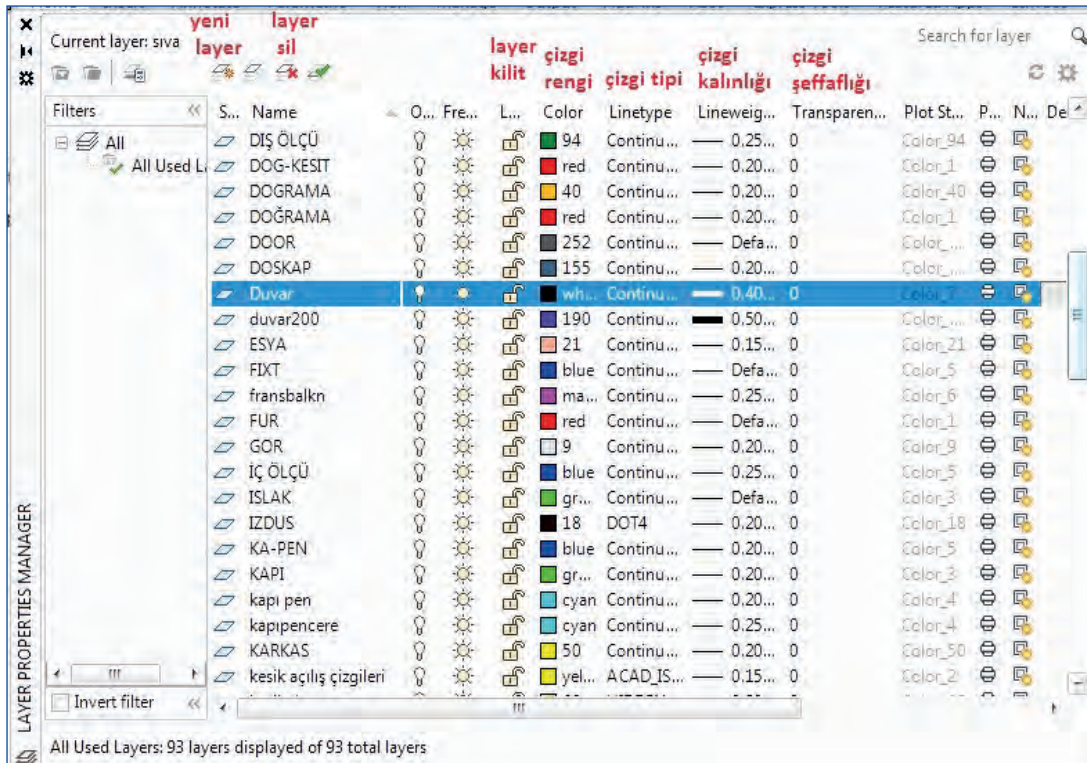 yeni layer
layer sil
layer kilit
çizgi rengi
çizgi tipi
çizgi kalınlığı
çizgi şeffaflığı
Current layer: sıva
Search for layer
Filters
All
All Used L
S... Name O... Fre... L... Color Linetype Lineweig... Transparen... Plot St... P... N... De
DIŞ ÖLÇÜ 94 Continu... 0.25... 0 Color_94
DOG-KESIT red Continu... 0.20... 0 Color_1
DOGRAMA 40 Continu... 0.20... 0 Color_40
DOĞRAMA red Continu... 0.20... 0 Color_1
DOOR 252 Continu... Defa... 0 Color_...
DOSKAP 155 Continu... 0.20... 0 Color_...
Duvar wh... Continu... 0.40... 0 Color_7
duvar200 190 Continu... 0.50... 0 Color_...
ESYA 21 Continu... 0.15... 0 Color_21
FIXT blue Continu... Defa... 0 Color_5
fransbalkn ma... Continu... 0.25... 0 Color_6
FUR red Continu... Defa... 0 Color_1
GOR 9 Continu... 0.20... 0 Color_9
İÇ ÖLÇÜ blue Continu... 0.25... 0 Color_5
ISLAK gr... Continu... Defa... 0 Color_3
IZDUS 18 DOT4 0.20... 0 Color_18
KA-PEN blue Continu... 0.20... 0 Color_5
KAPI gr... Continu... 0.20... 0 Color_3
kapı pen cyan Continu... 0.20... 0 Color_4
kapıpencere cyan Continu... 0.25... 0 Color_4
KARKAS 50 Continu... 0.20... 0 Color_50
kesik açılış çizgileri yel... ACAD_IS... 0.15... 0 Color_2
Invert filter
LAYER PROPERTIES MANAGER
All Used Layers: 93 layers displayed of 93 total layers